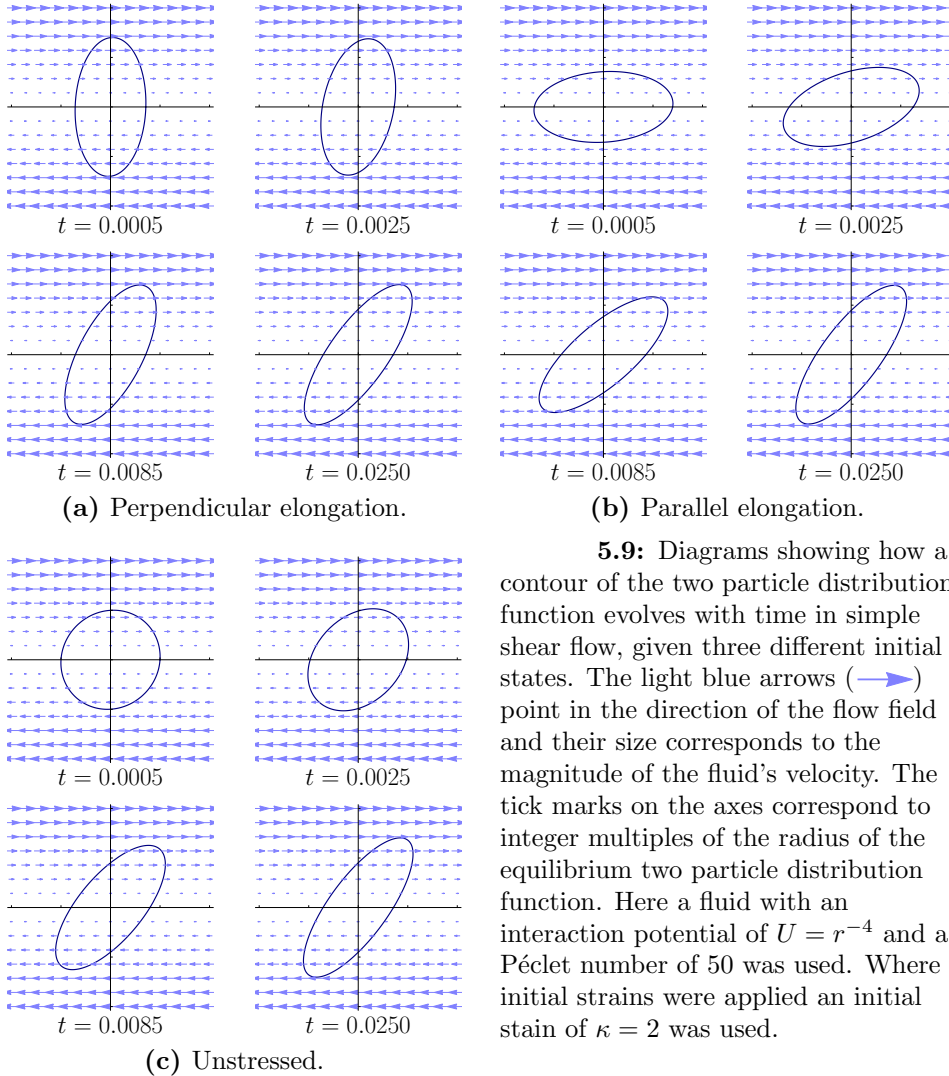 t = 0.0005
t = 0.0025
t = 0.0085
t = 0.0250
(a) Perpendicular elongation.
t = 0.0005
t = 0.0025
t = 0.0085
t = 0.0250
(b) Parallel elongation.
t = 0.0005
t = 0.0025
t = 0.0085
t = 0.0250
(c) Unstressed.
5.9: Diagrams showing how a
contour of the two particle distribution
function evolves with time in simple
shear flow, given three different initial
states. The light blue arrows ( )
point in the direction of the flow field
and their size corresponds to the
magnitude of the fluid's velocity. The
tick marks on the axes correspond to
integer multiples of the radius of the
equilibrium two particle distribution
function. Here a fluid with an
interaction potential of U = r⁻⁴ and a
Péclet number of 50 was used. Where
initial strains were applied an initial
stain of κ = 2 was used.